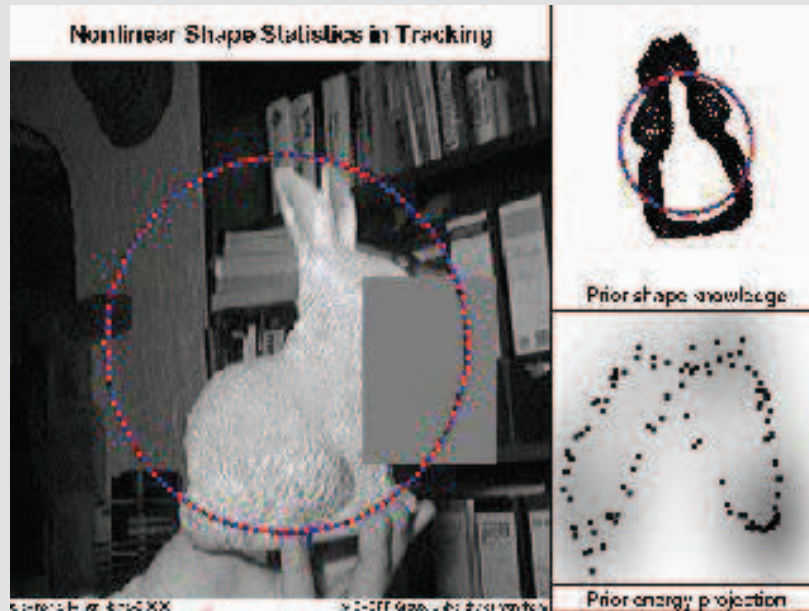 Nonlinear Shape Statistics in Tracking
Prior shape knowledge
Prior energy projection